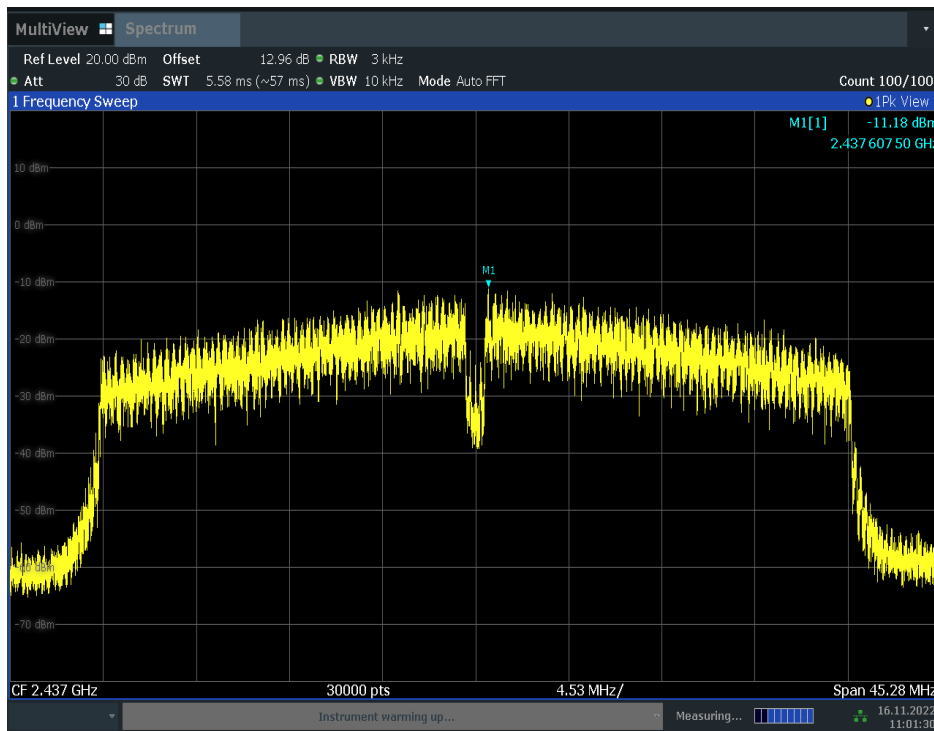 MultiView Spectrum
Ref Level 20.00 dBm Offset 12.96 dB RBW 3 kHz
Att 30 dB SWT 5.58 ms (~57 ms) VBW 10 kHz Mode Auto FFT Count 100/100
1 Frequency Sweep 1Pk View
M1[1] -11.18 dBm
2.437 607 50 GHz
10 dBm
0 dBm
M1
-10 dBm
-20 dBm
-30 dBm
-40 dBm
-50 dBm
-60 dBm
-70 dBm
CF 2.437 GHz 30000 pts 4.53 MHz/ Span 45.28 MHz
Instrument warming up... Measuring... 16.11.2022
11:01:30